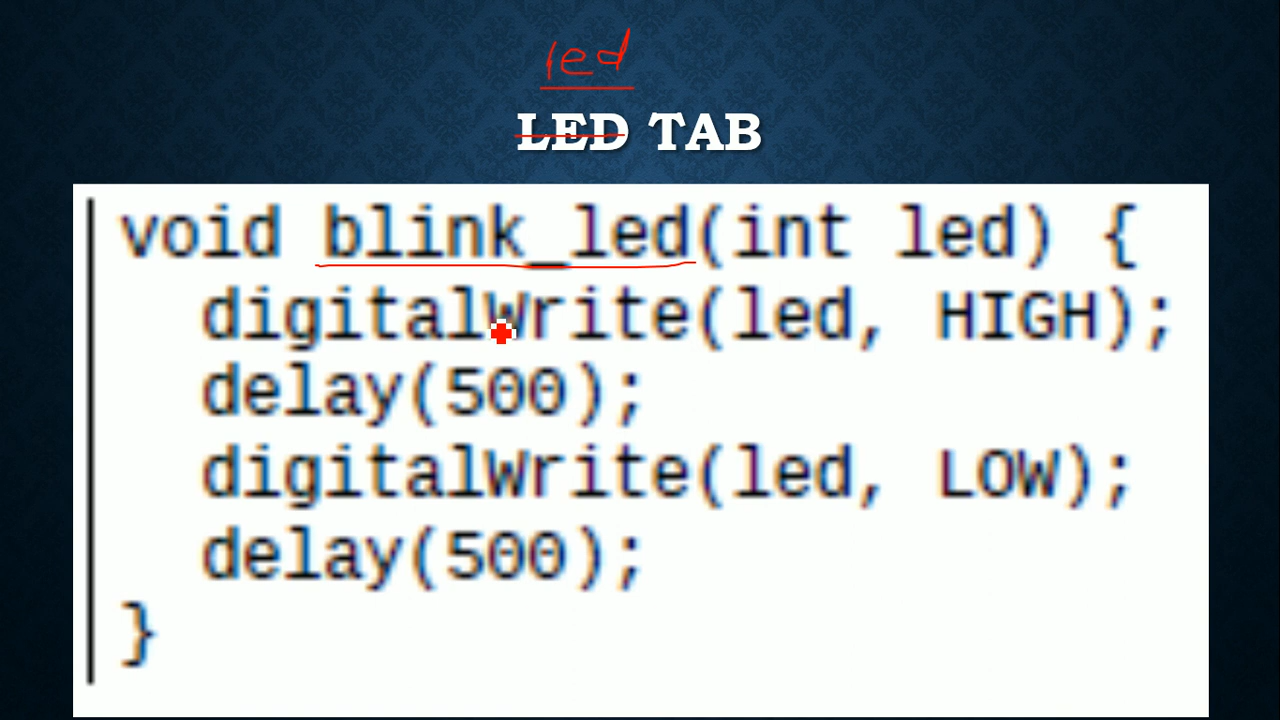 led
LED TAB
void blink_led(int led) {
digitalWrite(led, HIGH);
delay(500);
digitalWrite(led, LOW);
delay(500);
}